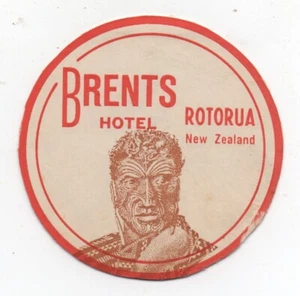 BRENTS
HOTEL
ROTORUA
New Zealand